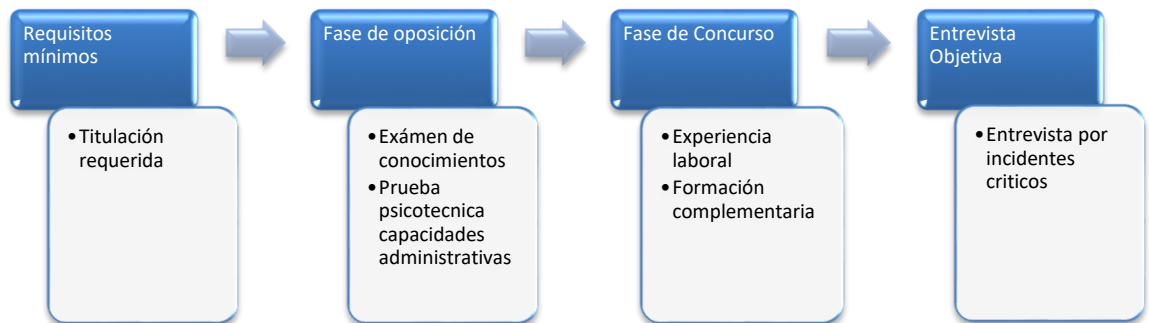 Requisitos
mínimos
• Titulación
requerida
Fase de oposición
• Exámen de
conocimientos
• Prueba
psicotecnica
capacidades
administrativas
Fase de Concurso
• Experiencia
laboral
• Formación
complementaria
Entrevista
Objetiva
• Entrevista por
incidentes
criticos